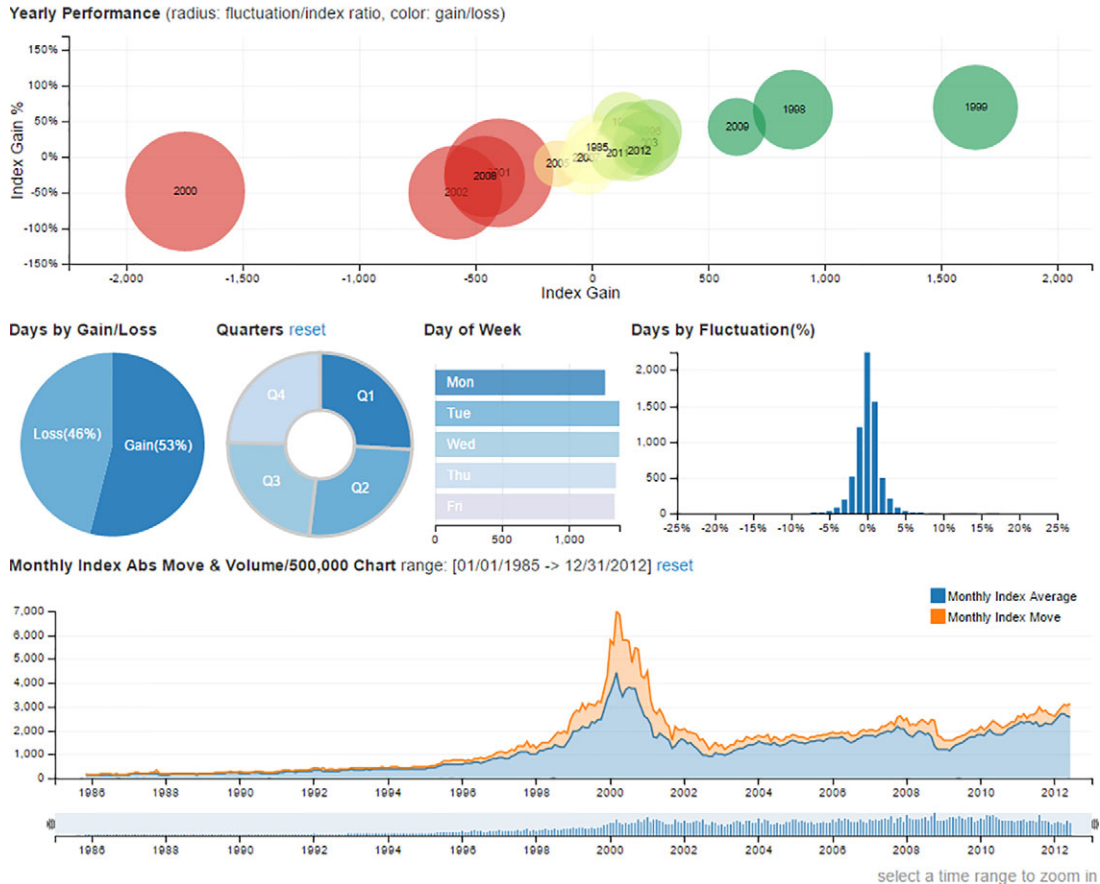 Yearly Performance (radius: fluctuation/index ratio, color: gain/loss)
150%
100%
50%
0%
-50%
-100%
-150%
Index Gain %
2000
2002
2008
2001
2005
1985
2011
2012
2009
1998
1999
-2,000 -1,500 -1,000 -500 0 500 1,000 1,500 2,000
Index Gain
Days by Gain/Loss
Loss(46%)
Gain(53%)
Quarters reset
Q4 Q1
Q3 Q2
Day of Week
Mon
Tue
Wed
Thu
Fri
0 500 1,000
Days by Fluctuation(%)
2,000
1,500
1,000
500
0
-25% -20% -15% -10% -5% 0% 5% 10% 15% 20% 25%
Monthly Index Abs Move & Volume/500,000 Chart range: [01/01/1985 -> 12/31/2012] reset
Monthly Index Average
Monthly Index Move
7,000
6,000
5,000
4,000
3,000
2,000
1,000
0
1986 1988 1990 1992 1994 1996 1998 2000 2002 2004 2006 2008 2010 2012
1986 1988 1990 1992 1994 1996 1998 2000 2002 2004 2006 2008 2010 2012
select a time range to zoom in